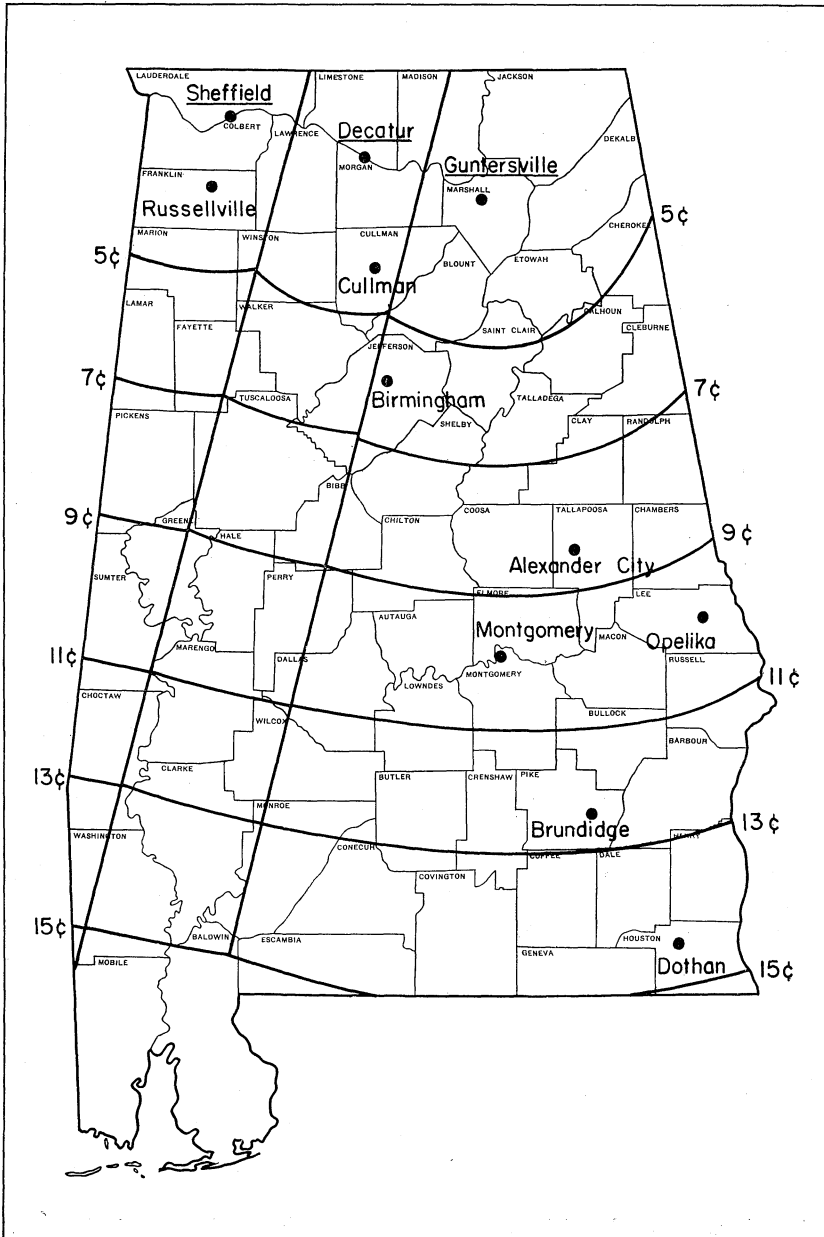 LAUDERDALE LIMESTONE MADISON JACKSON
Sheffield
COLBERT LAWRENCE Decatur DEKALB
MORGAN Guntersville
FRANKLIN MARSHALL
Russellville
MARION WINSTON CULLMAN CHEROKEE 5¢
5¢ BLOUNT ETOWAH
Cullman
LAMAR WALKER CALHOUN
FAYETTE SAINT CLAIR CLEBURNE
JEFFERSON
7¢ Birmingham 7¢
TUSCALOOSA TALLADEGA
PICKENS SHELBY CLAY RANDOLPH
BIBB
9¢ GREENE CHILTON COOSA TALLAPOOSA CHAMBERS
HALE 9¢
Alexander City
SUMTER PERRY ELMORE LEE
AUTAUGA
Montgomery MACON Opelika
MARENGO
11¢ DALLAS RUSSELL
LOWNDES MONTGOMERY 11¢
CHOCTAW
WILCOX BULLOCK
BARBOUR
CLARKE
13¢ BUTLER CRENSHAW PIKE
MONROE Brundidge 13¢
WASHINGTON HENRY
CONECUH COFFEE DALE
COVINGTON
15¢
BALDWIN ESCAMBIA HOUSTON
GENEVA
MOBILE Dothan 15¢